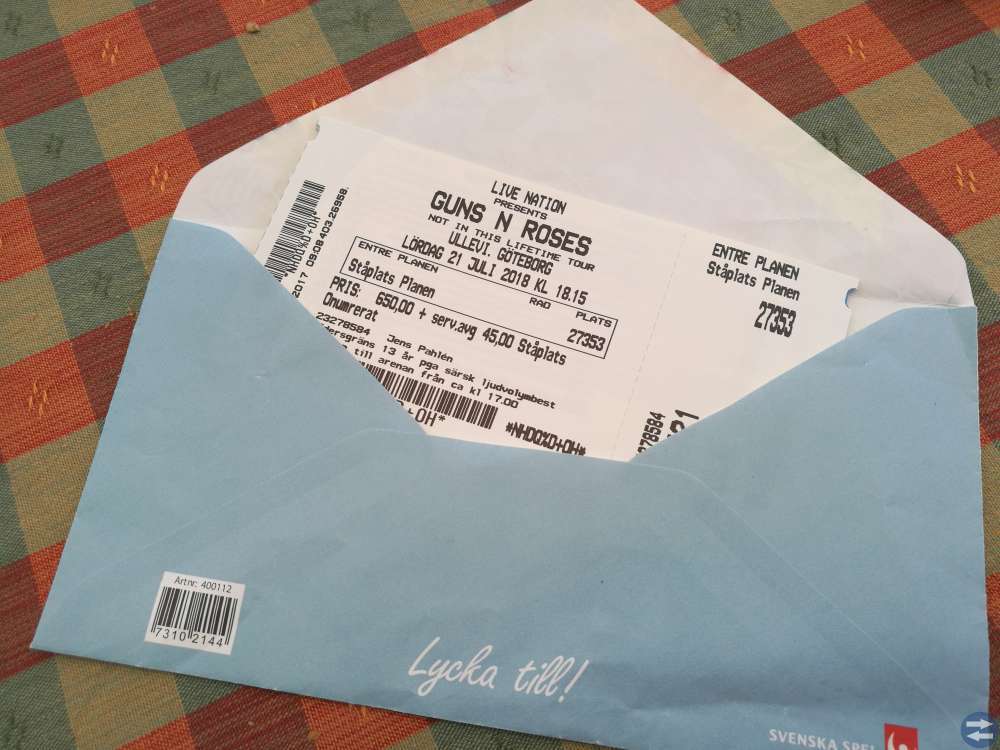 LIVE NATION
PRESENTS
GUNS N ROSES
NOT IN THIS LIFETIME TOUR
ULLEVI, GÖTEBORG
LÖRDAG 21 JULI 2018 KL 18.15
ENTRE PLANEN RAD PLATS
Ståplats Planen 27353
PRIS: 650,00 + serv.avg 45,00 Ståplats
Onumrerat
23278584 Jens Pahlén
dersgräns 13 år pga särsk ljudvolymbest
till arenan från ca kl 17.00
*NHDQ%O+OH*
ENTRE PLANEN
Ståplats Planen
27353
278584
Artnr: 400112
7310 2144
Lycka till!
SVENSKA SPEL